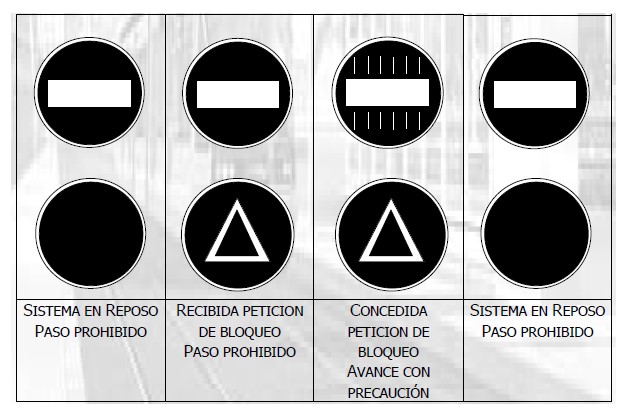 SISTEMA EN REPOSO
PASO PROHIBIDO
RECIBIDA PETICION
DE BLOQUEO
PASO PROHIBIDO
CONCEDIDA
PETICION DE
BLOQUEO
AVANCE CON
PRECAUCIÓN
SISTEMA EN REPOSO
PASO PROHIBIDO